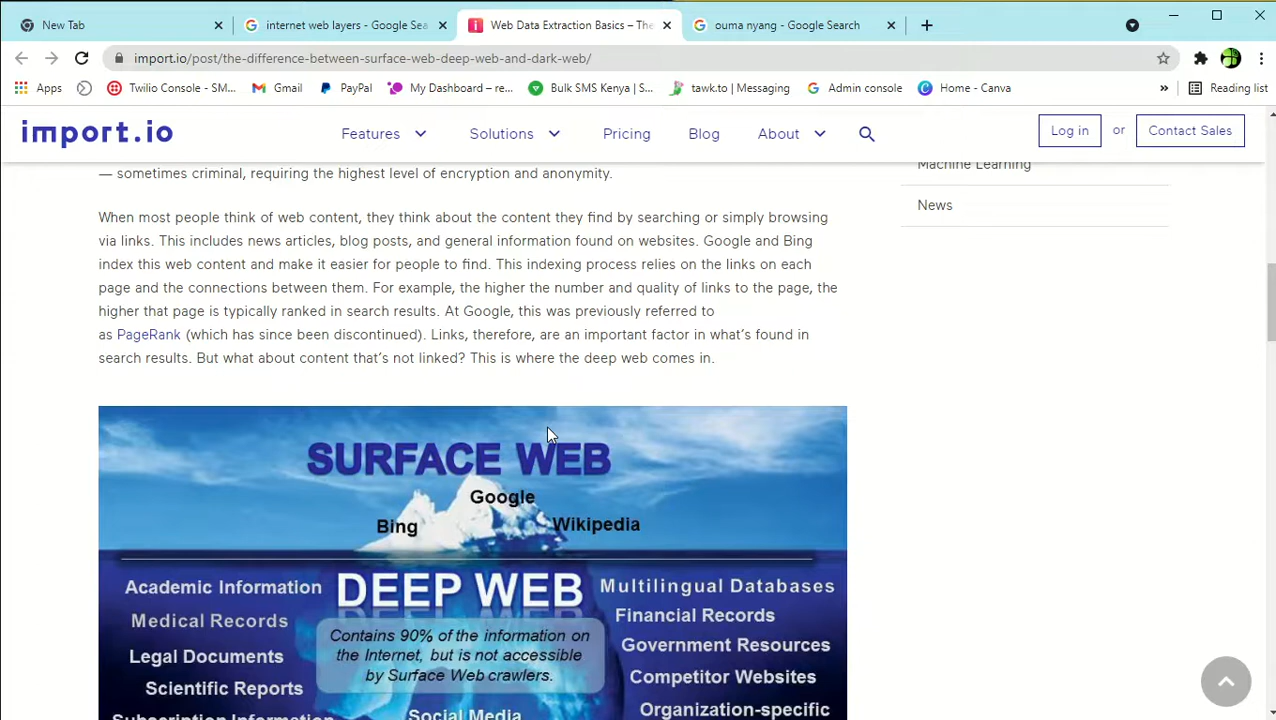 New Tab
internet web layers - Google Sea
Web Data Extraction Basics – The
ouma nyang - Google Search
import.io/post/the-difference-between-surface-web-deep-web-and-dark-web/
Apps
Twilio Console - SM...
Gmail
PayPal
My Dashboard – re...
Bulk SMS Kenya | S...
tawk.to | Messaging
Admin console
Home - Canva
»
Reading list
import.io
Features
Solutions
Pricing
Blog
About
Log in
or
Contact Sales
— sometimes criminal, requiring the highest level of encryption and anonymity.
Machine Learning
News
When most people think of web content, they think about the content they find by searching or simply browsing
via links. This includes news articles, blog posts, and general information found on websites. Google and Bing
index this web content and make it easier for people to find. This indexing process relies on the links on each
page and the connections between them. For example, the higher the number and quality of links to the page, the
higher that page is typically ranked in search results. At Google, this was previously referred to
as PageRank (which has since been discontinued). Links, therefore, are an important factor in what's found in
search results. But what about content that's not linked? This is where the deep web comes in.
SURFACE WEB
Google
Bing
Wikipedia
DEEP WEB
Academic Information
Medical Records
Legal Documents
Scientific Reports
Subscription Information
Contains 90% of the information on
the Internet, but is not accessible
by Surface Web crawlers.
Social Media
Multilingual Databases
Financial Records
Government Resources
Competitor Websites
Organization-specific